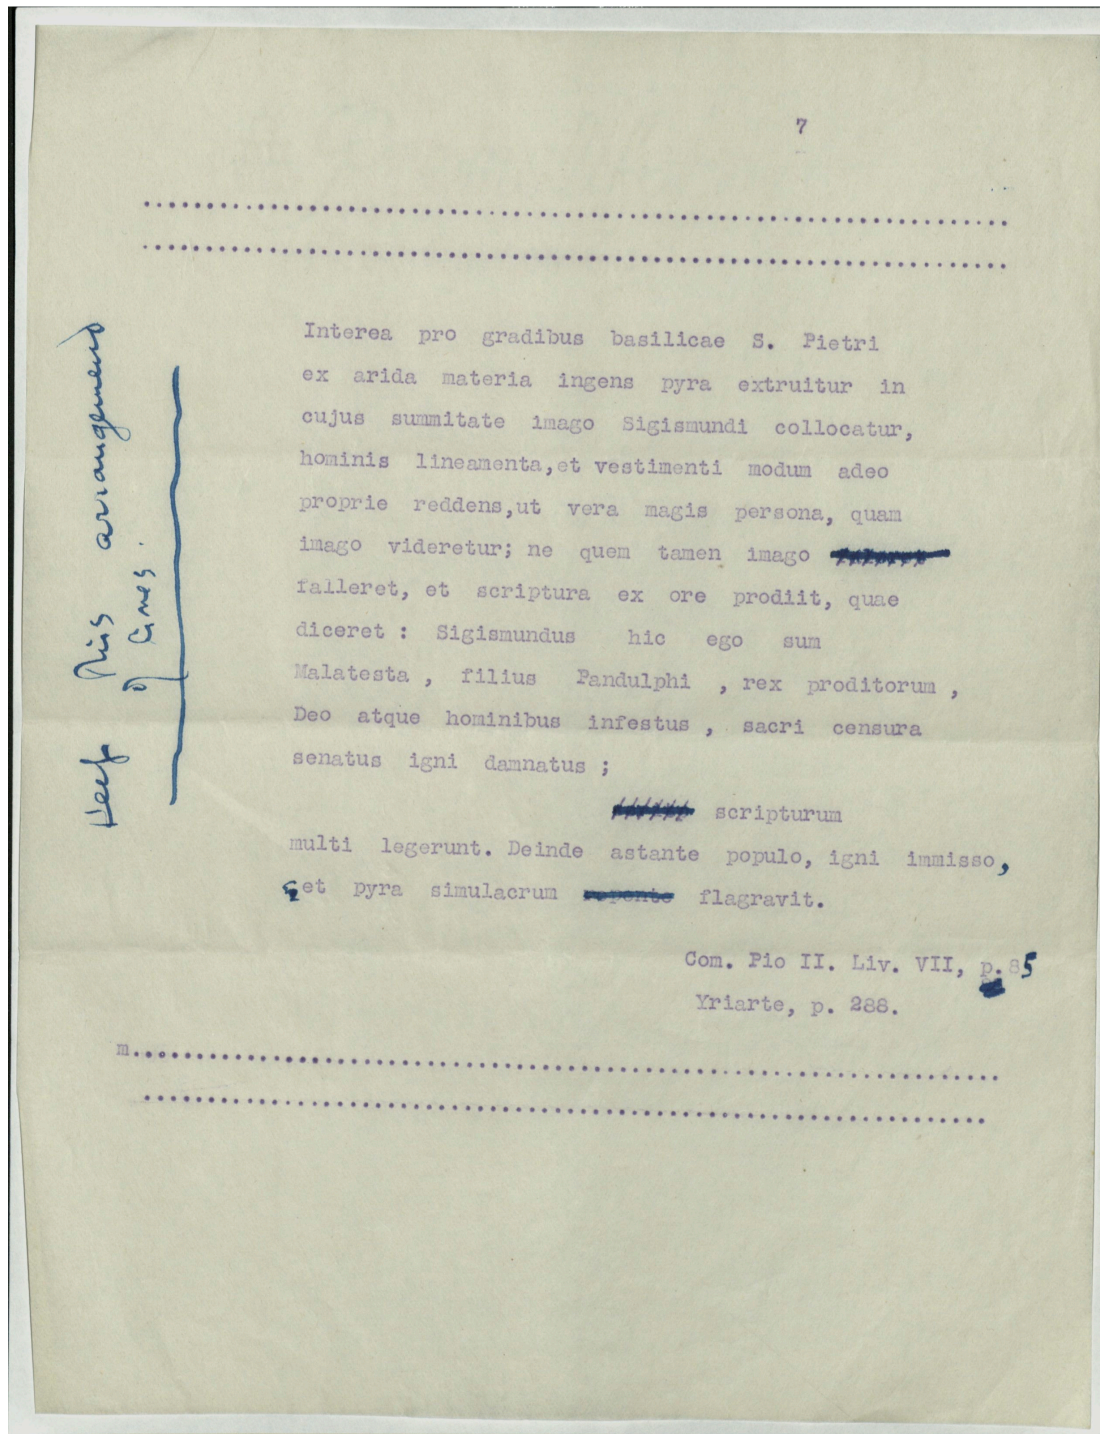 7
....................................................................................
....................................................................................
Keep this arrangement
of lines.
Interea pro gradibus basilicae S. Pietri
ex arida materia ingens pyra extruitur in
cujus summitate imago Sigismundi collocatur,
hominis lineamenta,et vestimenti modum adeo
proprie reddens,ut vera magis persona, quam
imago videretur; ne quem tamen imago
falleret, et scriptura ex ore prodiit, quae
diceret : Sigismundus hic ego sum
Malatesta , filius Pandulphi , rex proditorum ,
Deo atque hominibus infestus , sacri censura
senatus igni damnatus ;
scripturum
multi legerunt. Deinde astante populo, igni immisso,
et pyra simulacrum repente flagravit.
Com. Pio II. Liv. VII, p.85
Yriarte, p. 288.
m....................................................................................
....................................................................................